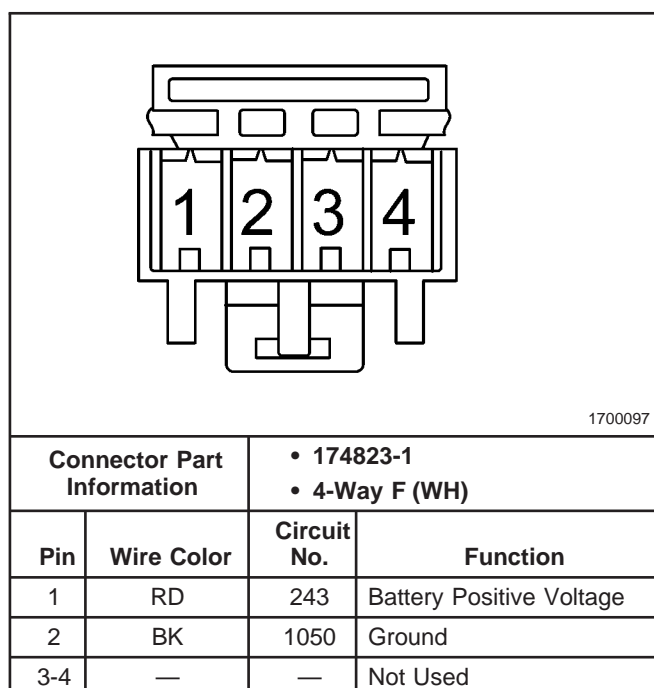 1 2 3 4
1700097
Connector Part Information
• 174823-1
• 4-Way F (WH)
Pin Wire Color Circuit No. Function
1 RD 243 Battery Positive Voltage
2 BK 1050 Ground
3-4 — — Not Used